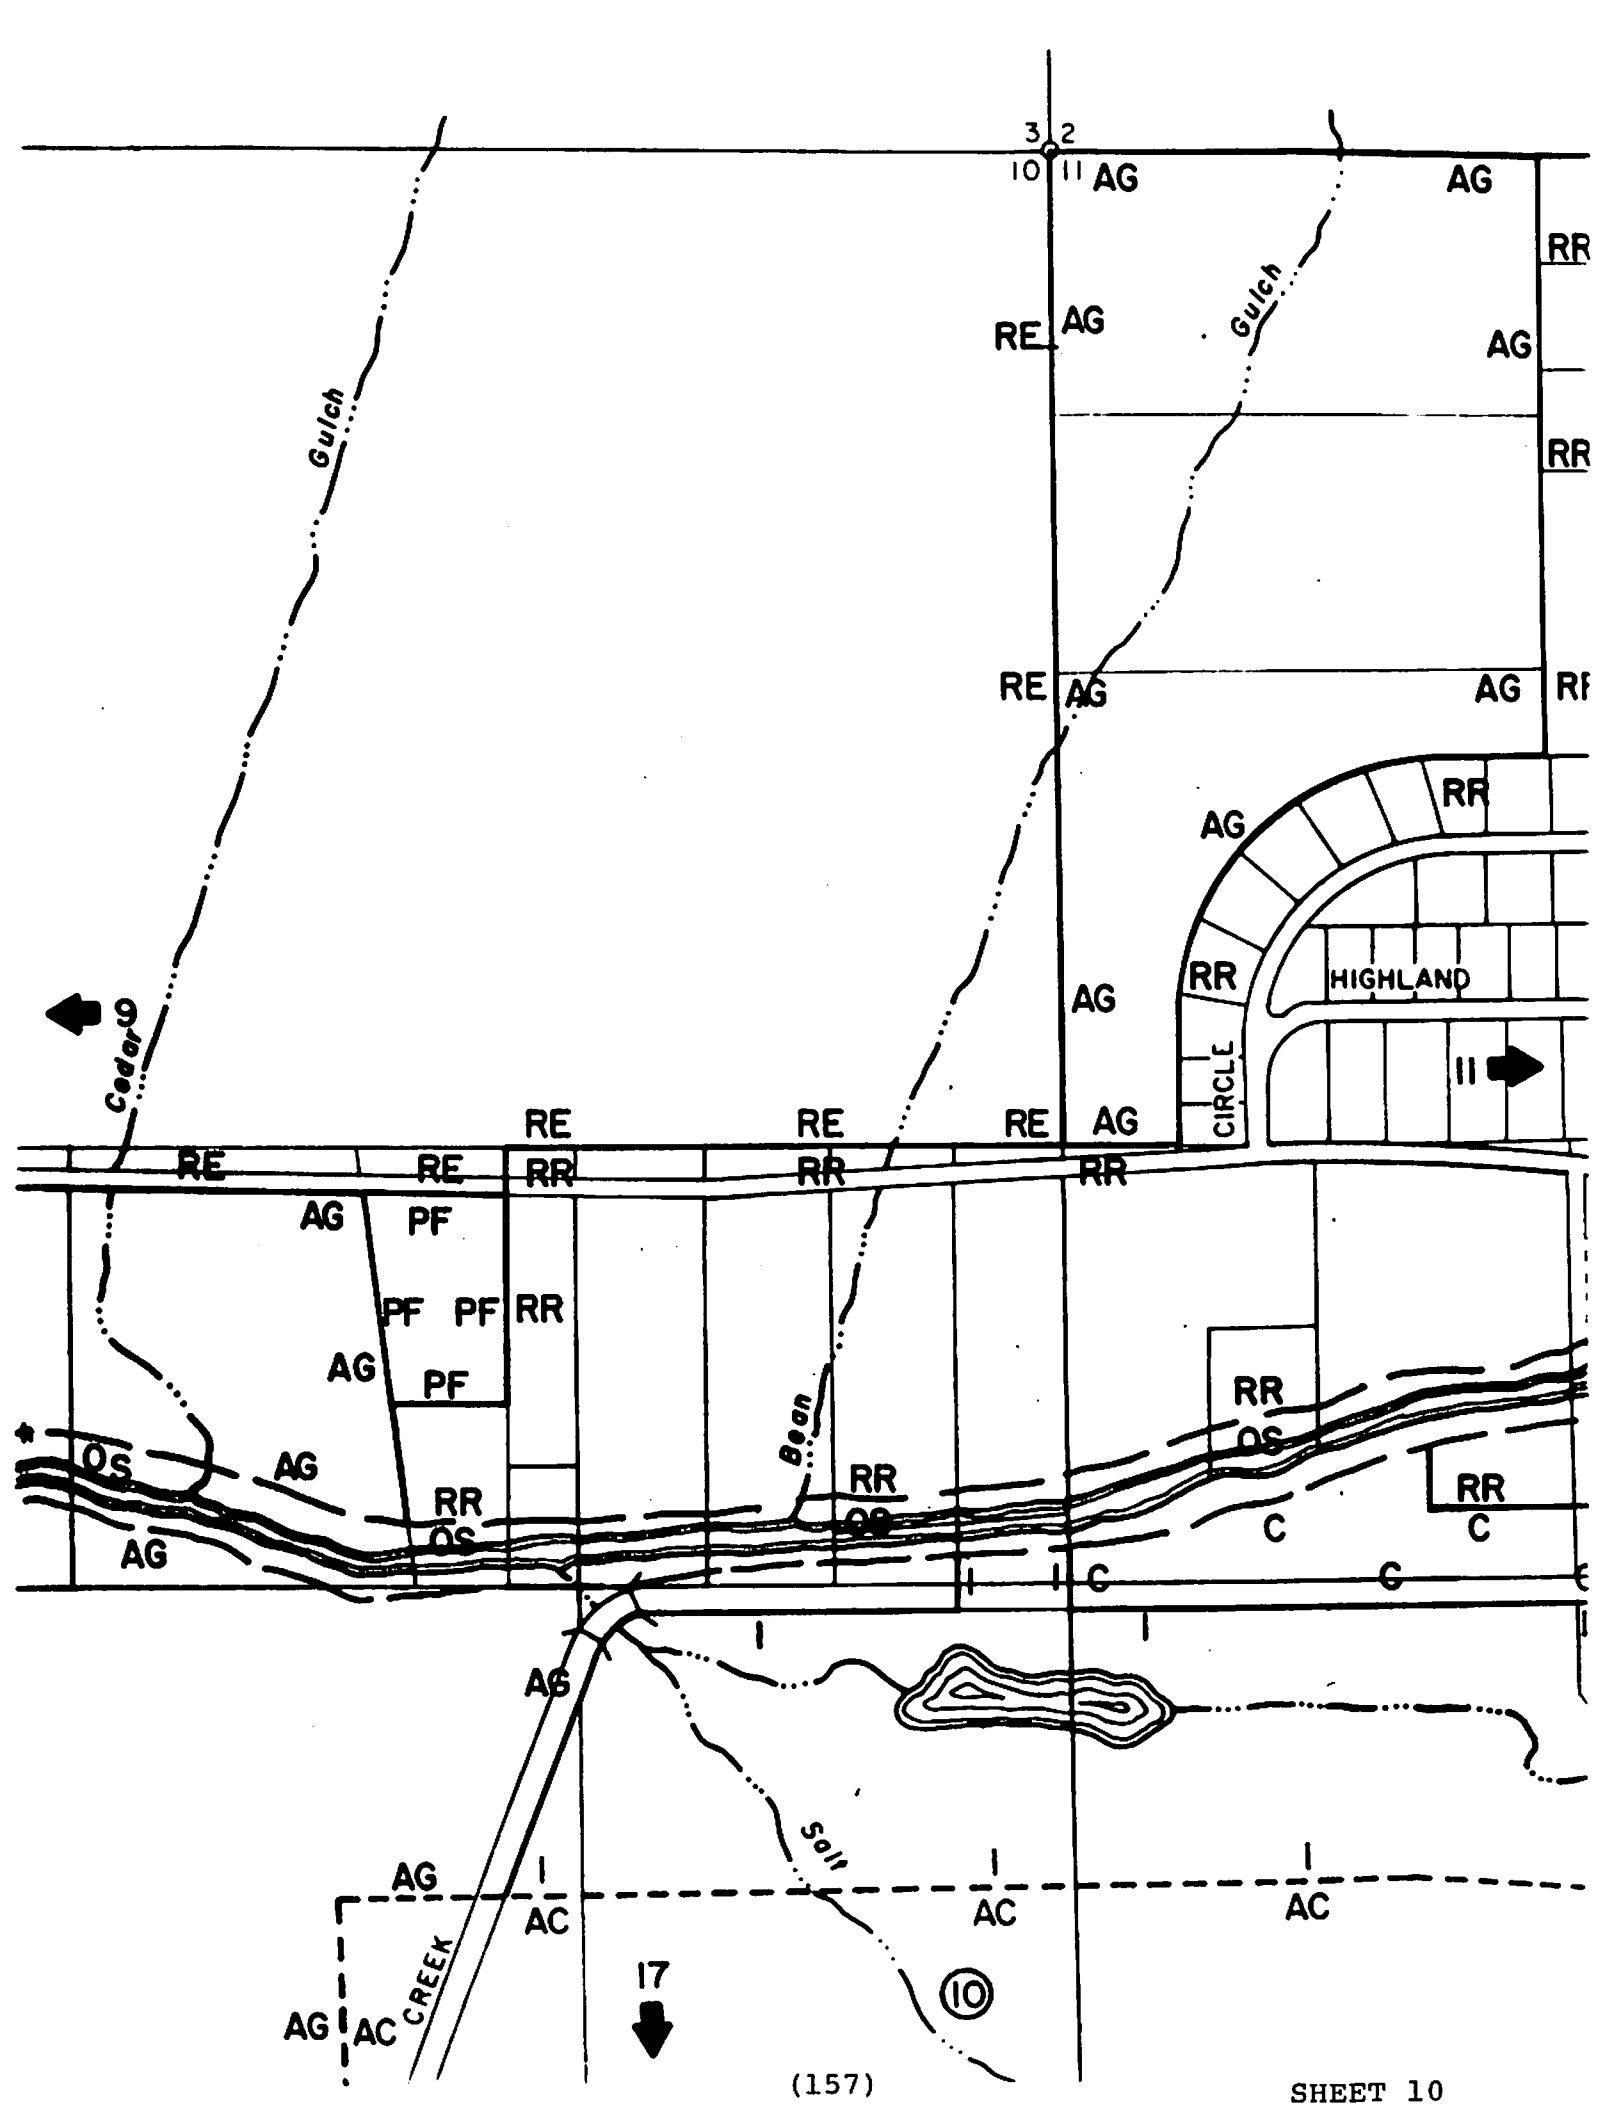 3 2
10 11
AG AG
RR
Gulch
AG
RE
AG
Gulch
RR
RE AG AG
RR
AG
RR
AG
HIGHLAND
9
Cedar
11
CIRCLE
RE RE RE AG
RE RE RR RR RR
AG PF
PF PF RR
AG PF
RR
Bean
* OS AG
OS
RR RR
RR OS
OS
C C
AG
I I C C C
I I
AG
Salt
AG I I I
AC AC AC
CREEK
17
10
AG AC
(157)
SHEET 10